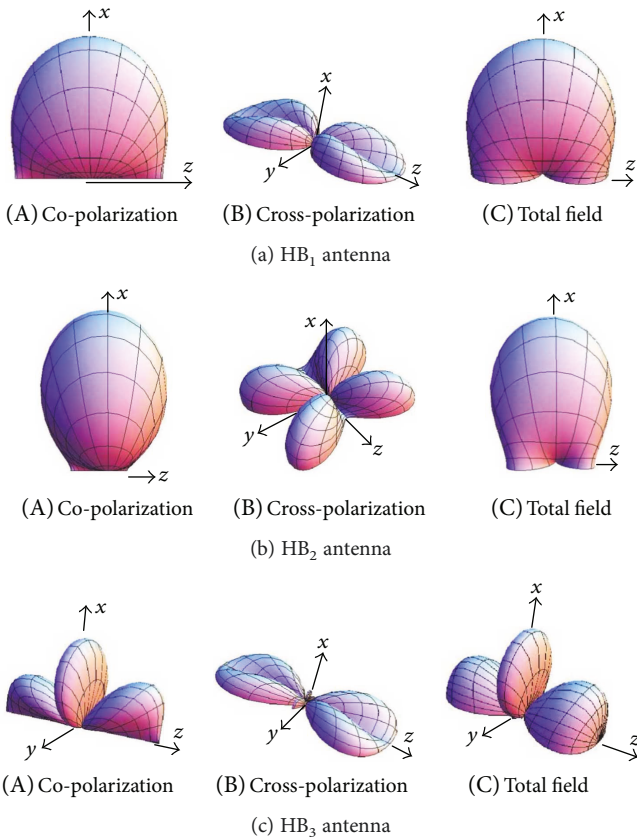 x
z
(A) Co-polarization
x
y
z
(B) Cross-polarization
x
z
(C) Total field
(a) HB₁ antenna
x
z
(A) Co-polarization
x
y
z
(B) Cross-polarization
x
z
(C) Total field
(b) HB₂ antenna
x
y
z
(A) Co-polarization
x
y
z
(B) Cross-polarization
x
y
z
(C) Total field
(c) HB₃ antenna